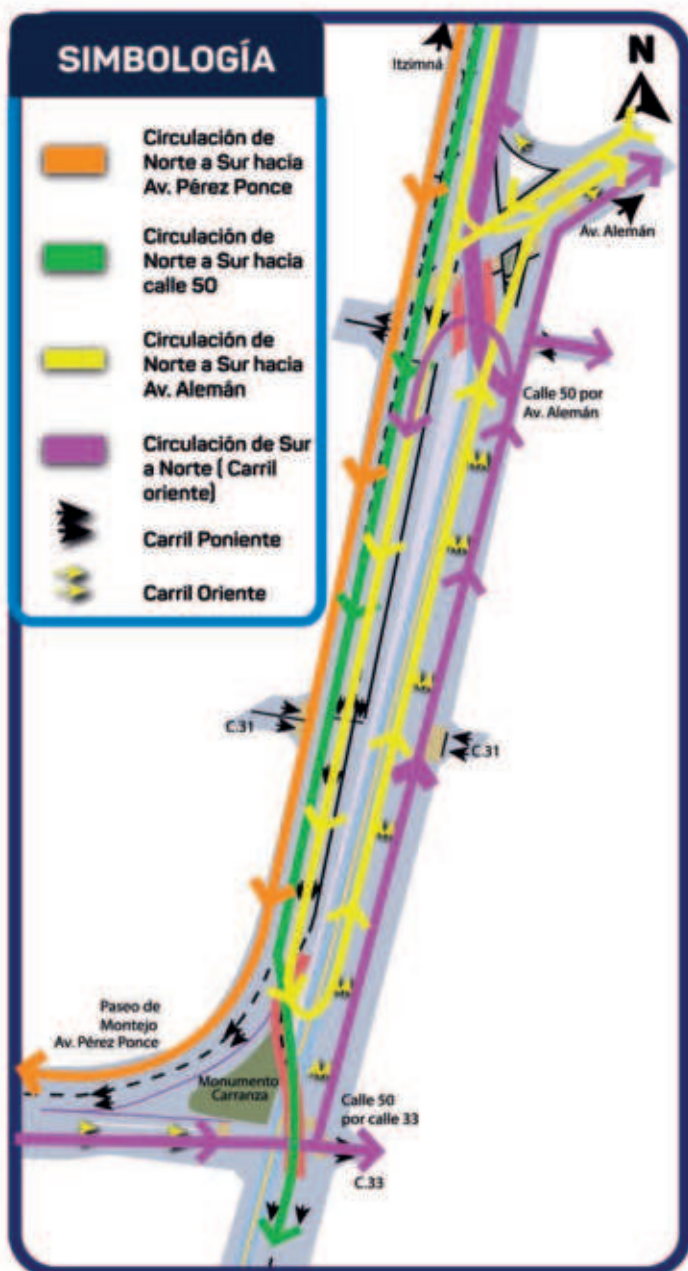 SIMBOLOGÍA
Circulación de
Norte a Sur hacia
Av. Pérez Ponce
Circulación de
Norte a Sur hacia
calle 50
Circulación de
Norte a Sur hacia
Av. Alemán
Circulación de Sur
a Norte ( Carril
oriente)
Carril Poniente
Carril Oriente
Itzimná
N
Av. Alemán
Calle 50 por
Av. Alemán
C.31
C.31
Paseo de
Montejo
Av. Pérez Ponce
Monumento
Carranza
Calle 50
por calle 33
C.33